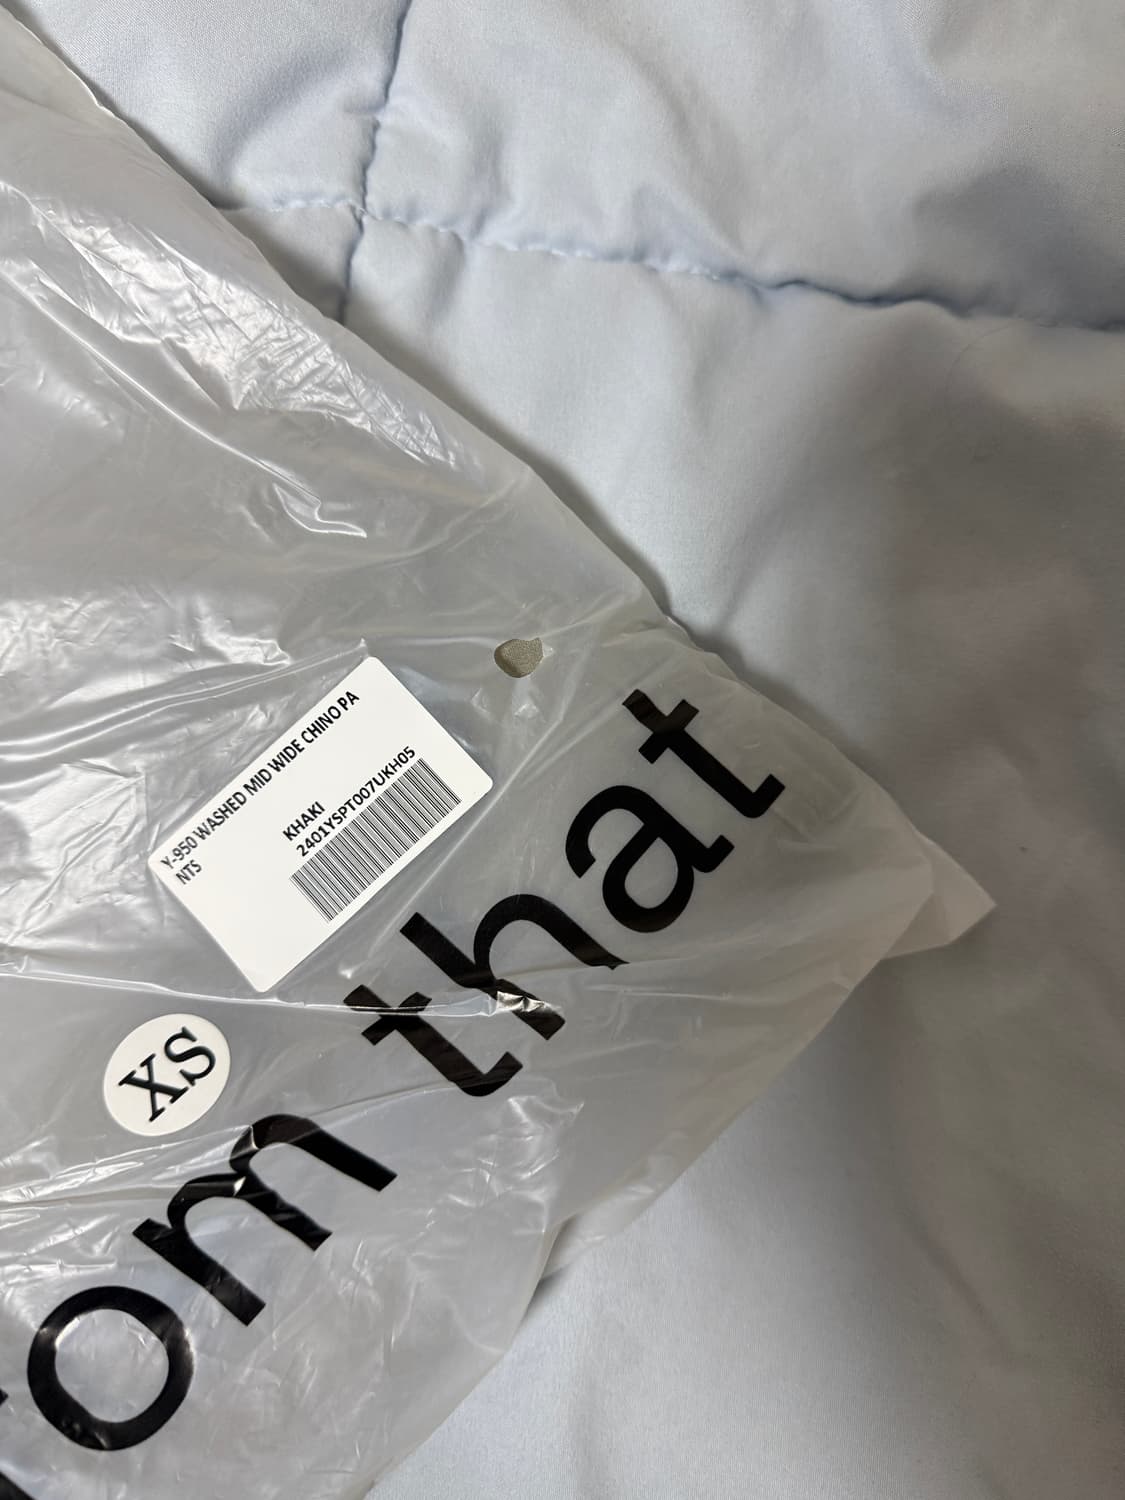 Y-950 WASHED MID WIDE CHINO PA
NTS
KHAKI
2401YSPT007UKH05
XS
om that